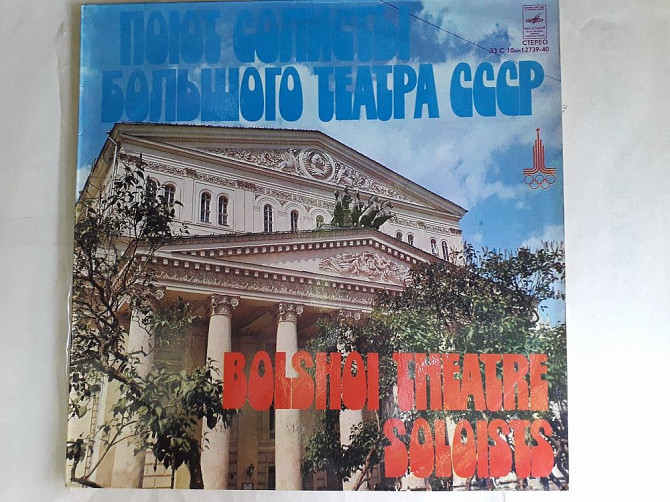 ПОЮТ СОЛИСТЫ
БОЛЬШОГО ТЕАТРА СССР
СТЕРЕО
33 С 10—12739-40
BOLSHOI THEATRE
SOLOISTS